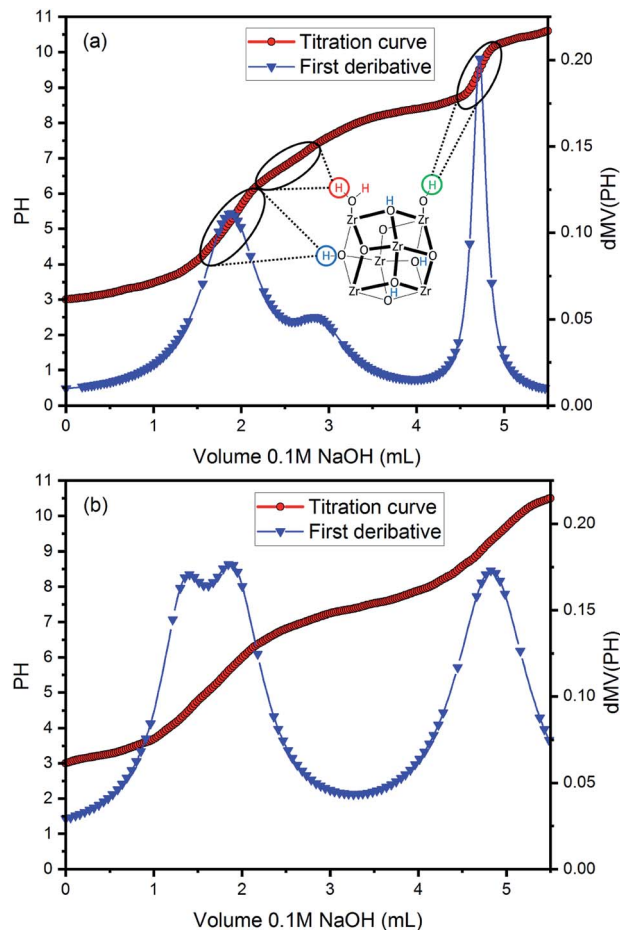 (a)
Titration curve
First deribative
PH
11
10
9
8
7
6
5
4
3
2
1
0
0.20
0.15
0.10
0.05
0.00
dMV(PH)
H H H
O H O
Zr O Zr
O
H- O O Zr O
Zr OH
O
Zr H Zr
O
0 1 2 3 4 5
Volume 0.1M NaOH (mL)
(b)
Titration curve
First deribative
PH
11
10
9
8
7
6
5
4
3
2
1
0
0.20
0.15
0.10
0.05
0.00
dMV(PH)
0 1 2 3 4 5
Volume 0.1M NaOH (mL)